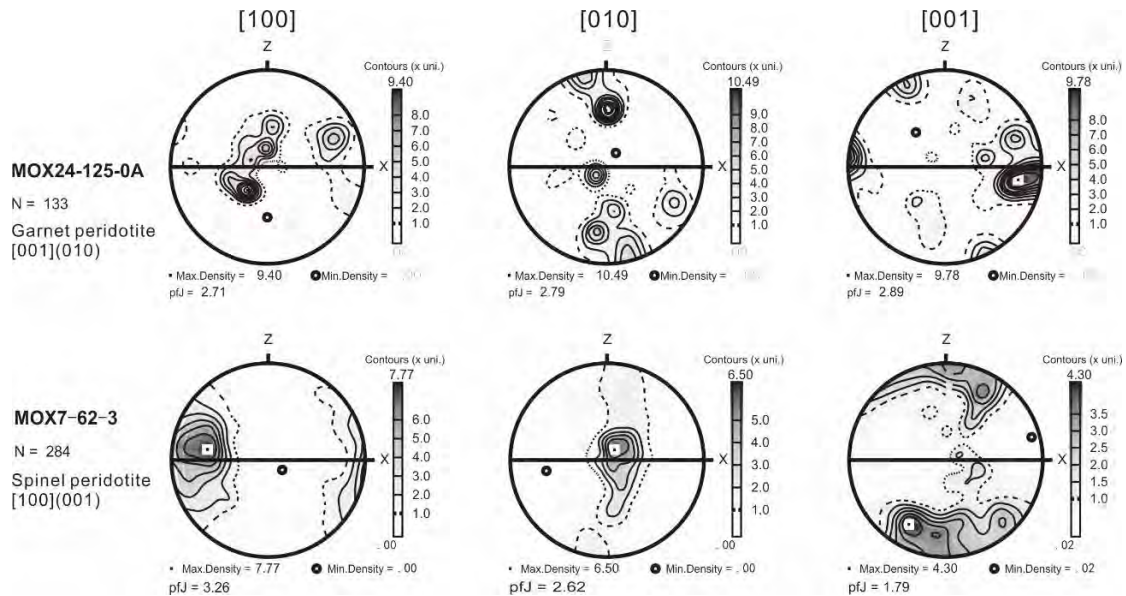 [100]
[010]
[001]
Z
Contours (x uni.)
9.40
8.0
7.0
6.0
5.0
4.0
3.0
2.0
1.0
X
Max.Density = 9.40 Min.Density =
pfJ = 2.71
Contours (x uni.)
10.49
9.0
8.0
7.0
6.0
5.0
4.0
3.0
2.0
1.0
X
Max.Density = 10.49 Min.Density =
pfJ = 2.79
Z
Contours (x uni.)
9.78
8.0
7.0
6.0
5.0
4.0
3.0
2.0
1.0
X
Max.Density = 9.78 Min.Density =
pfJ = 2.89
MOX24-125-0A
N = 133
Garnet peridotite
[001](010)
Z
Contours (x uni.)
7.77
6.0
5.0
4.0
3.0
2.0
1.0
.00
X
Max.Density = 7.77 Min.Density = .00
pfJ = 3.26
Z
Contours (x uni.)
6.50
5.0
4.0
3.0
2.0
1.0
.00
X
Max.Density = 6.50 Min.Density = .00
pfJ = 2.62
Z
Contours (x uni.)
4.30
3.5
3.0
2.5
2.0
1.5
1.0
.02
X
Max.Density = 4.30 Min.Density = .02
pfJ = 1.79
MOX7-62-3
N = 284
Spinel peridotite
[100](001)